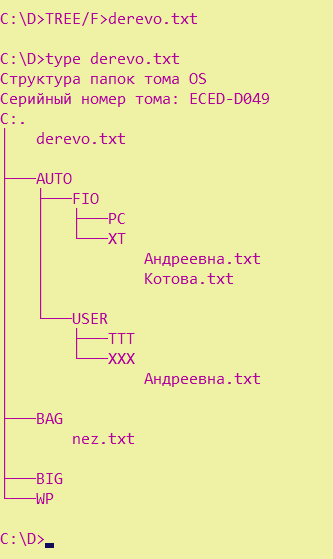 C:\D>TREE/F>derevo.txt

C:\D>type derevo.txt
Структура папок тома OS
Серийный номер тома: ECED-D049
C:.
│   derevo.txt
│
├───AUTO
│   ├───FIO
│   │   ├───PC
│   │   └───XT
│   │           Андреевна.txt
│   │           Котова.txt
│   │
│   └───USER
│       ├───TTT
│       └───XXX
│               Андреевна.txt
│
├───BAG
│       nez.txt
│
├───BIG
└───WP

C:\D>